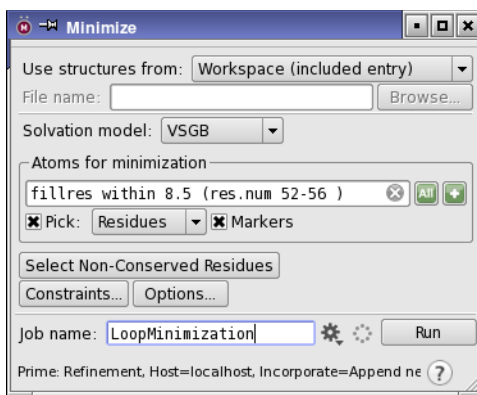 Minimize
Use structures from: Workspace (included entry)
File name: Browse...
Solvation model: VSGB
Atoms for minimization
fillres within 8.5 (res.num 52-56 ) All
Pick: Residues Markers
Select Non-Conserved Residues
Constraints... Options...
Job name: LoopMinimization Run
Prime: Refinement, Host=localhost, Incorporate=Append ne ?